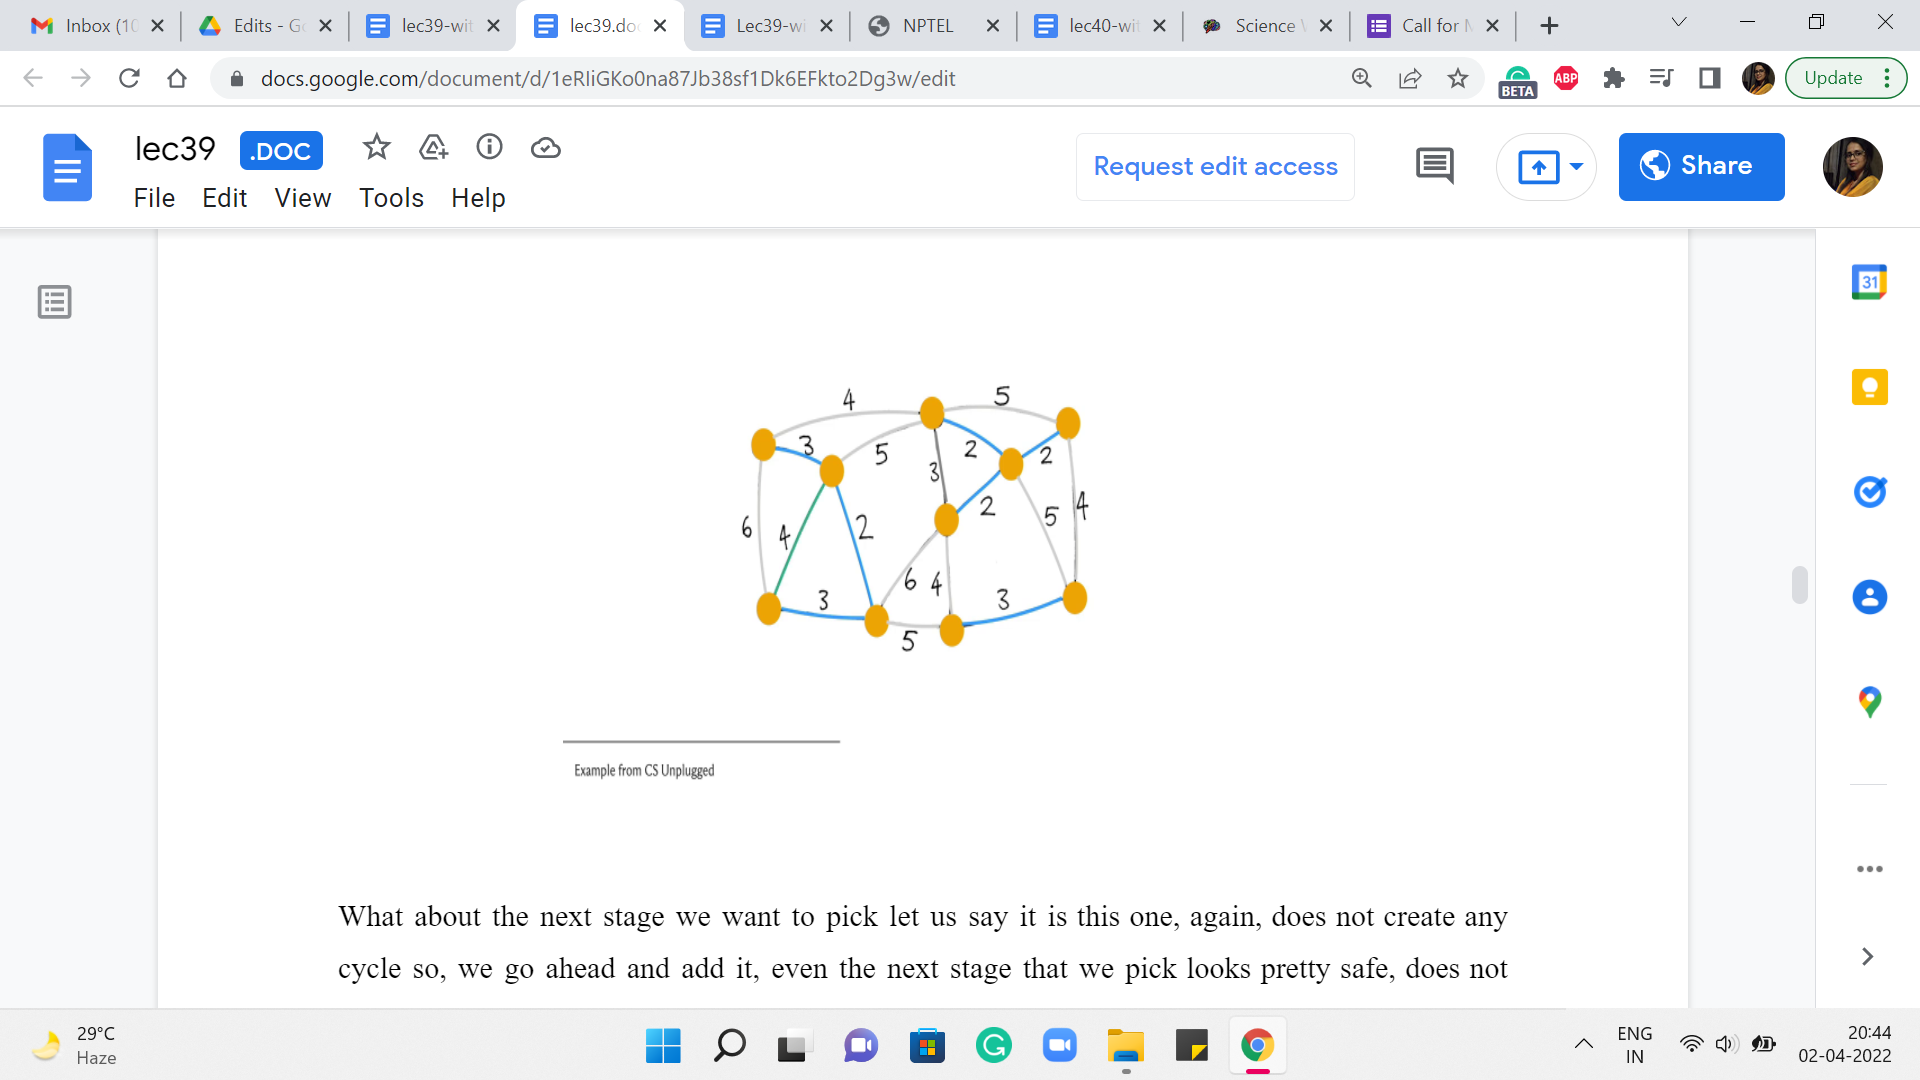 Inbox (10
Edits - Go
lec39-wit
lec39.do
Lec39-wi
NPTEL
lec40-wit
Science
Call for
docs.google.com/document/d/1eRIiGKo0na87Jb38sf1Dk6EFkto2Dg3w/edit
BETA
ABP
Update
lec39 .DOC
File Edit View Tools Help
Request edit access
Share
31
4 5
3 5 2 2
3
6 4 2 2 5 4
6 4
3 3
5
Example from CS Unplugged
What about the next stage we want to pick let us say it is this one, again, does not create any
cycle so, we go ahead and add it, even the next stage that we pick looks pretty safe, does not
29°C
Haze
ENG
IN
20:44
02-04-2022